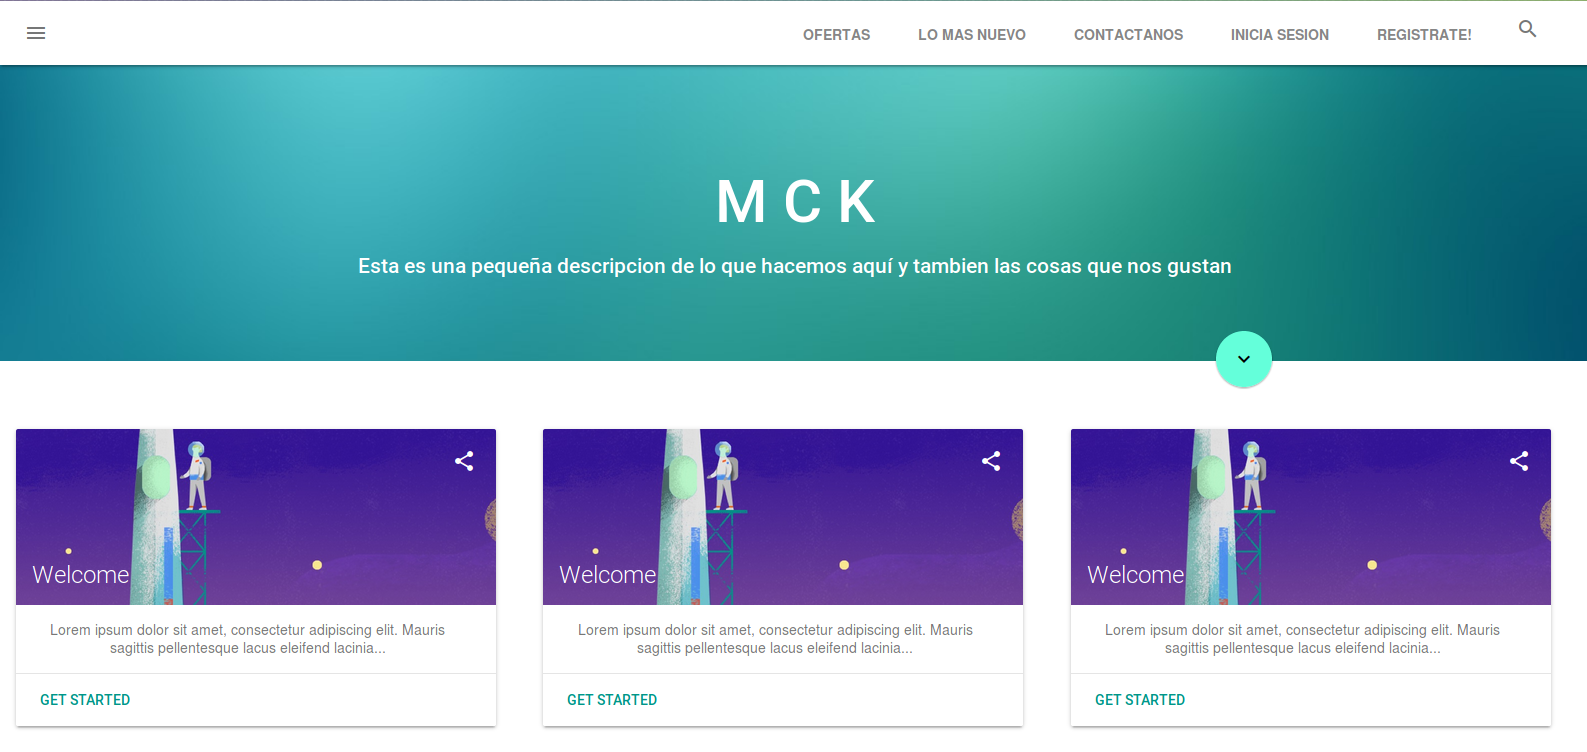 OFERTAS LO MAS NUEVO CONTACTANOS INICIA SESION REGISTRATE!
M C K
Esta es una pequeña descripcion de lo que hacemos aquí y tambien las cosas que nos gustan
Welcome
Lorem ipsum dolor sit amet, consectetur adipiscing elit. Mauris
sagittis pellentesque lacus eleifend lacinia...
GET STARTED
Welcome
Lorem ipsum dolor sit amet, consectetur adipiscing elit. Mauris
sagittis pellentesque lacus eleifend lacinia...
GET STARTED
Welcome
Lorem ipsum dolor sit amet, consectetur adipiscing elit. Mauris
sagittis pellentesque lacus eleifend lacinia...
GET STARTED